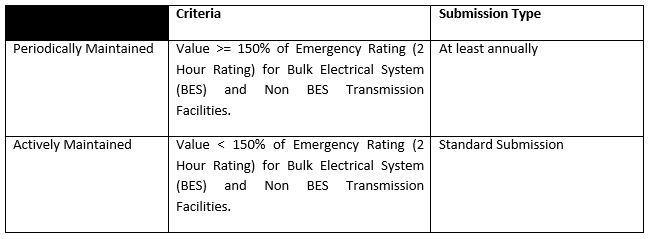 Criteria
Submission Type
Periodically Maintained
Value >= 150% of Emergency Rating (2
Hour Rating) for Bulk Electrical System
(BES) and Non BES Transmission
Facilities.
At least annually
Actively Maintained
Value < 150% of Emergency Rating (2
Hour Rating) for Bulk Electrical System
(BES) and Non BES Transmission
Facilities.
Standard Submission